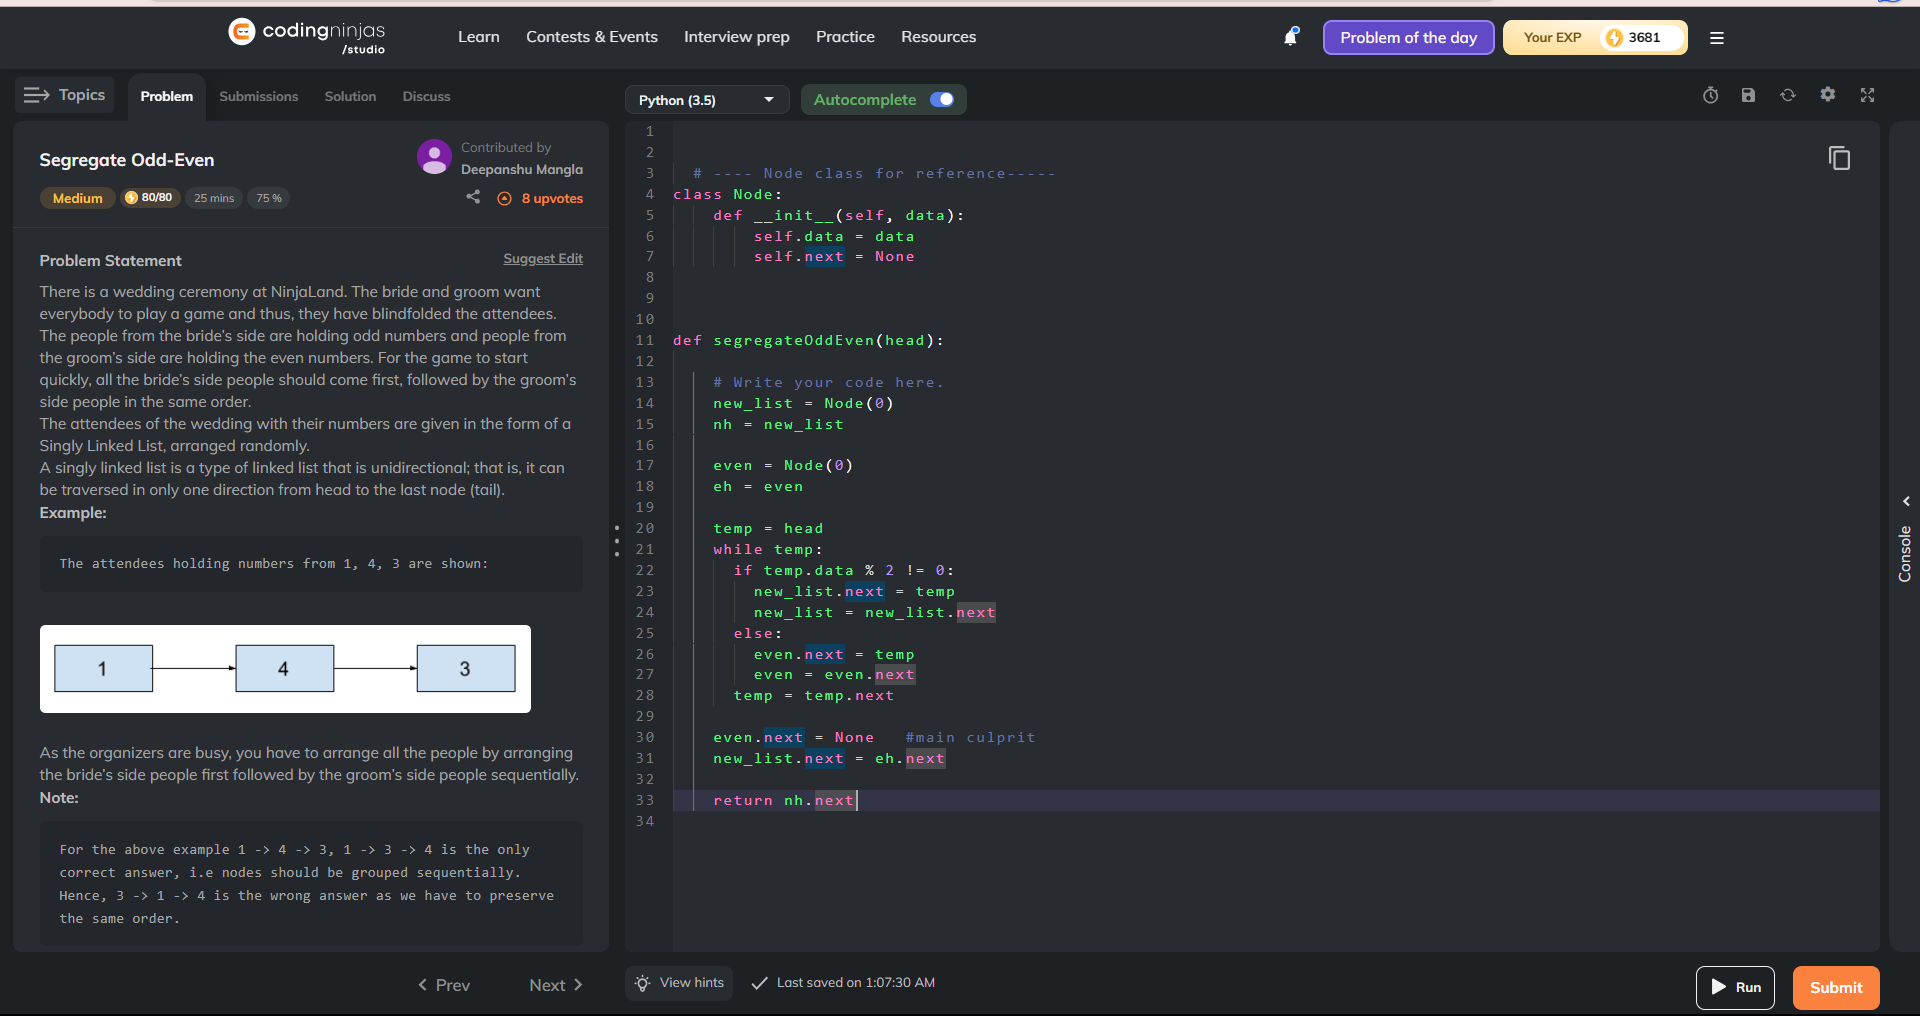 codingninjas
/studio
Learn
Contests & Events
Interview prep
Practice
Resources
Problem of the day
Your EXP
3681
Topics
Problem
Submissions
Solution
Discuss
Segregate Odd-Even
Contributed by
Deepanshu Mangla
Medium
80/80
25 mins
75 %
8 upvotes
Problem Statement
Suggest Edit
There is a wedding ceremony at NinjaLand. The bride and groom want
everybody to play a game and thus, they have blindfolded the attendees.
The people from the bride's side are holding odd numbers and people from
the groom's side are holding the even numbers. For the game to start
quickly, all the bride's side people should come first, followed by the groom's
side people in the same order.
The attendees of the wedding with their numbers are given in the form of a
Singly Linked List, arranged randomly.
A singly linked list is a type of linked list that is unidirectional; that is, it can
be traversed in only one direction from head to the last node (tail).
Example:
The attendees holding numbers from 1, 4, 3 are shown:
1
4
3
As the organizers are busy, you have to arrange all the people by arranging
the bride's side people first followed by the groom's side people sequentially.
Note:
For the above example 1 -> 4 -> 3, 1 -> 3 -> 4 is the only
correct answer, i.e nodes should be grouped sequentially.
Hence, 3 -> 1 -> 4 is the wrong answer as we have to preserve
the same order.
Prev
Next
Python (3.5)
Autocomplete
1
2
3 # ---- Node class for reference-----
4 class Node:
5 def __init__(self, data):
6 self.data = data
7 self.next = None
8
9
10
11 def segregateOddEven(head):
12
13 # Write your code here.
14 new_list = Node(0)
15 nh = new_list
16
17 even = Node(0)
18 eh = even
19
20 temp = head
21 while temp:
22 if temp.data % 2 != 0:
23 new_list.next = temp
24 new_list = new_list.next
25 else:
26 even.next = temp
27 even = even.next
28 temp = temp.next
29
30 even.next = None #main culprit
31 new_list.next = eh.next
32
33 return nh.next
34
Console
View hints
Last saved on 1:07:30 AM
Run
Submit